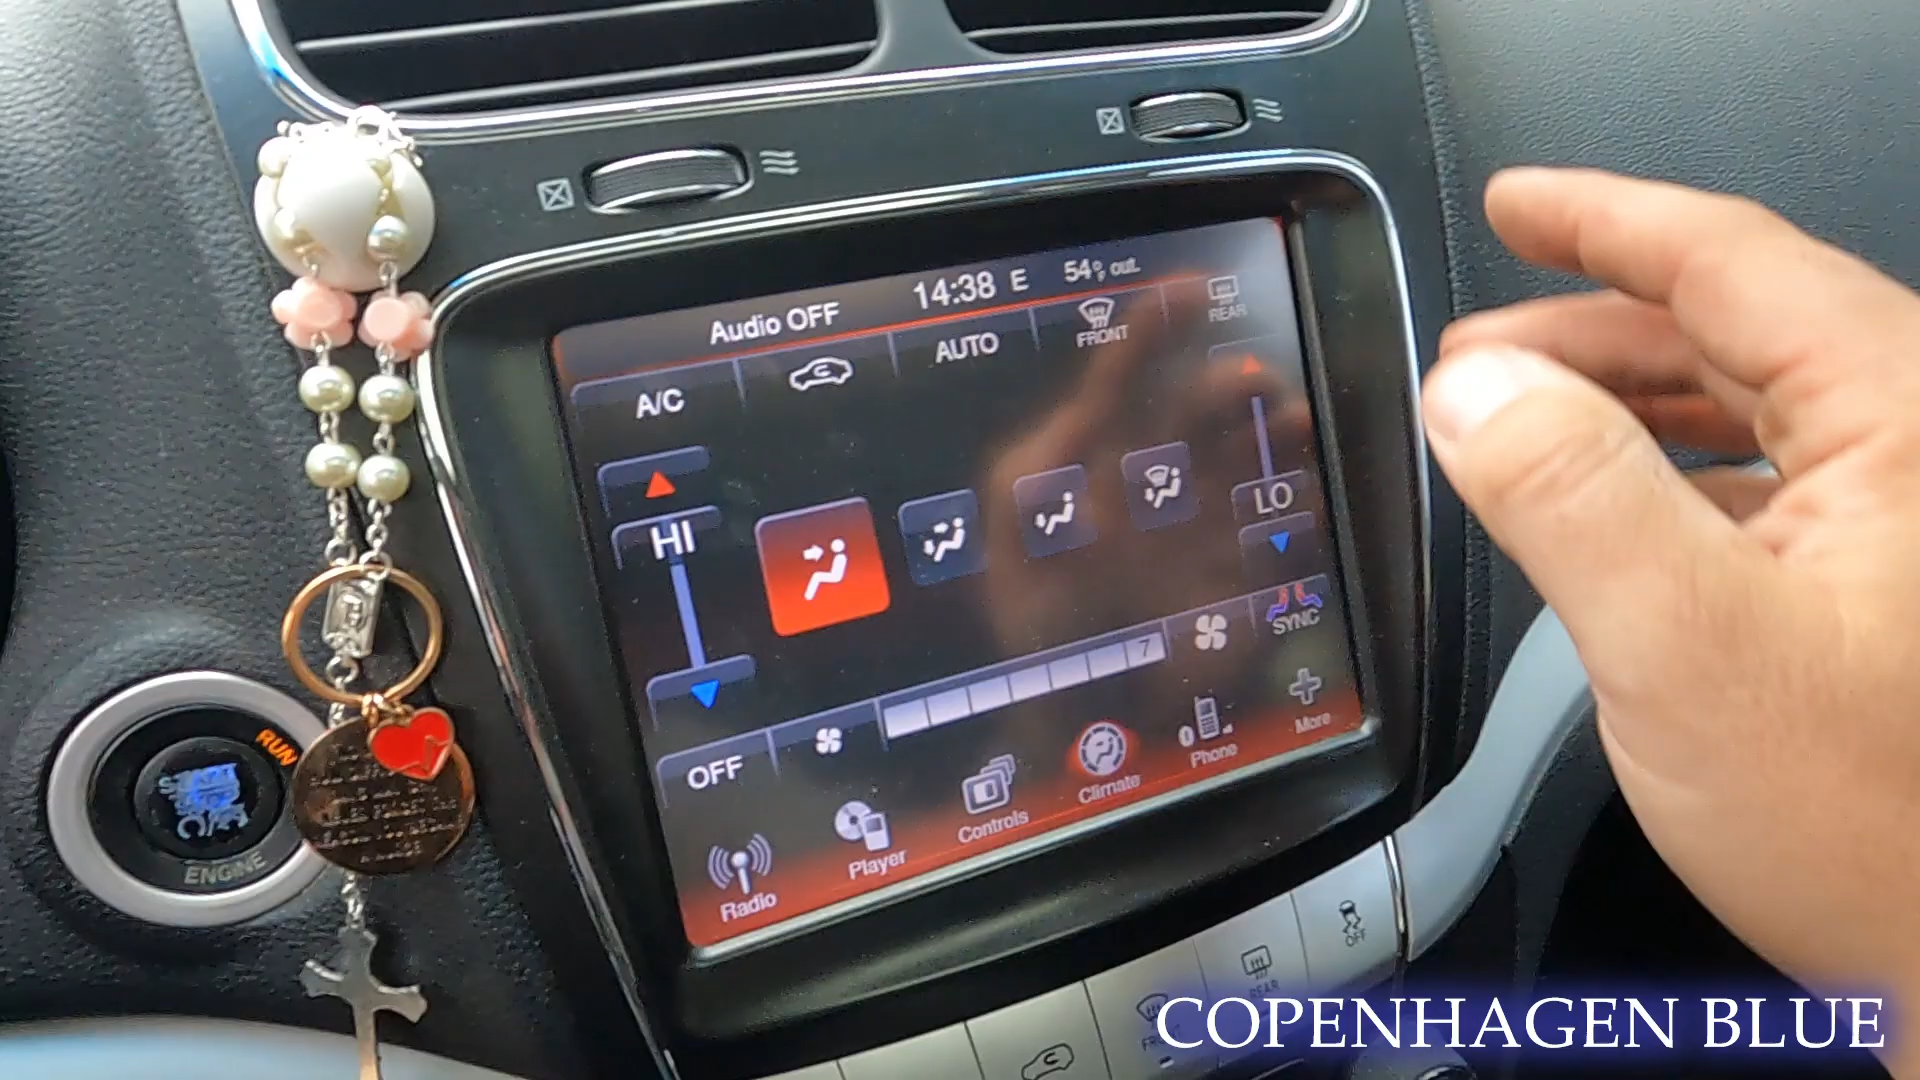 Audio OFF 14:38 E 54° out.
A/C AUTO FRONT REAR
HI LO
SYNC
7
OFF
Radio Player Controls Climate Phone More
RUN
ENGINE
OFF
REAR
COPENHAGEN BLUE